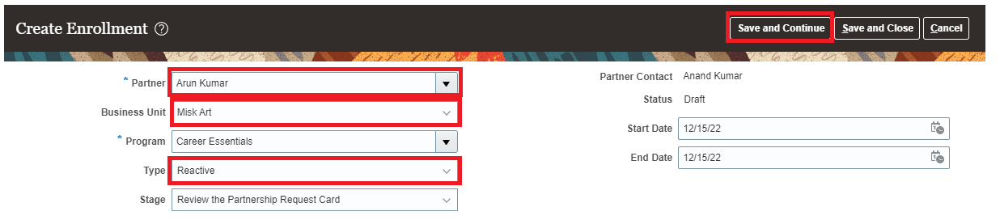 Create Enrollment ?
Save and Continue Save and Close Cancel
* Partner Arun Kumar
Business Unit Misk Art
* Program Career Essentials
Type Reactive
Stage Review the Partnership Request Card
Partner Contact Anand Kumar
Status Draft
Start Date 12/15/22
End Date 12/15/22